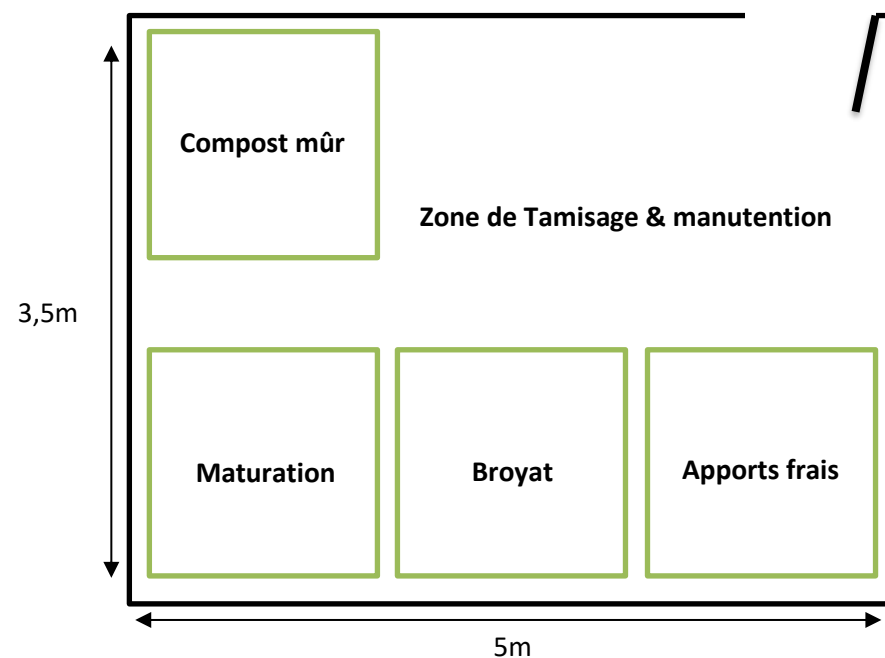 Compost mûr
Zone de Tamisage & manutention
3,5m
Maturation
Broyat
Apports frais
5m